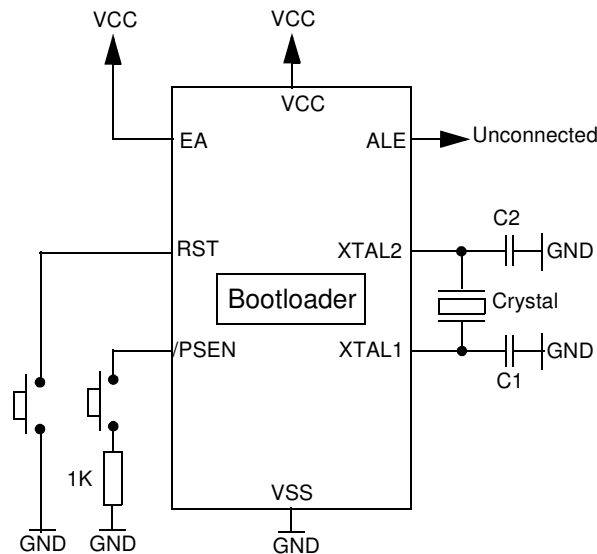 VCC
VCC
VCC
EA
ALE
Unconnected
C2
RST
XTAL2
GND
Bootloader
Crystal
/PSEN
XTAL1
GND
C1
1K
VSS
GND
GND
GND